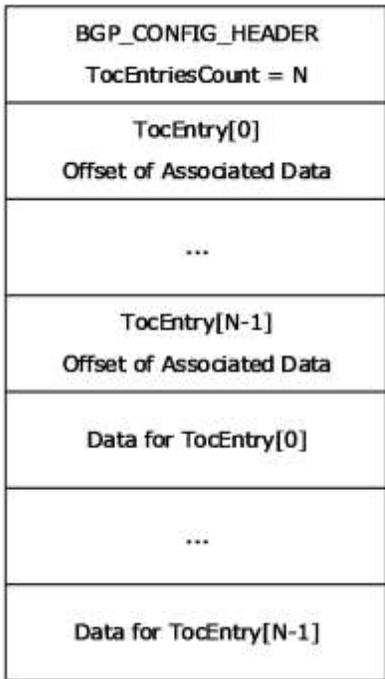 BGP_CONFIG_HEADER
TocEntriesCount = N
TocEntry[0]
Offset of Associated Data
...
TocEntry[N-1]
Offset of Associated Data
Data for TocEntry[0]
...
Data for TocEntry[N-1]